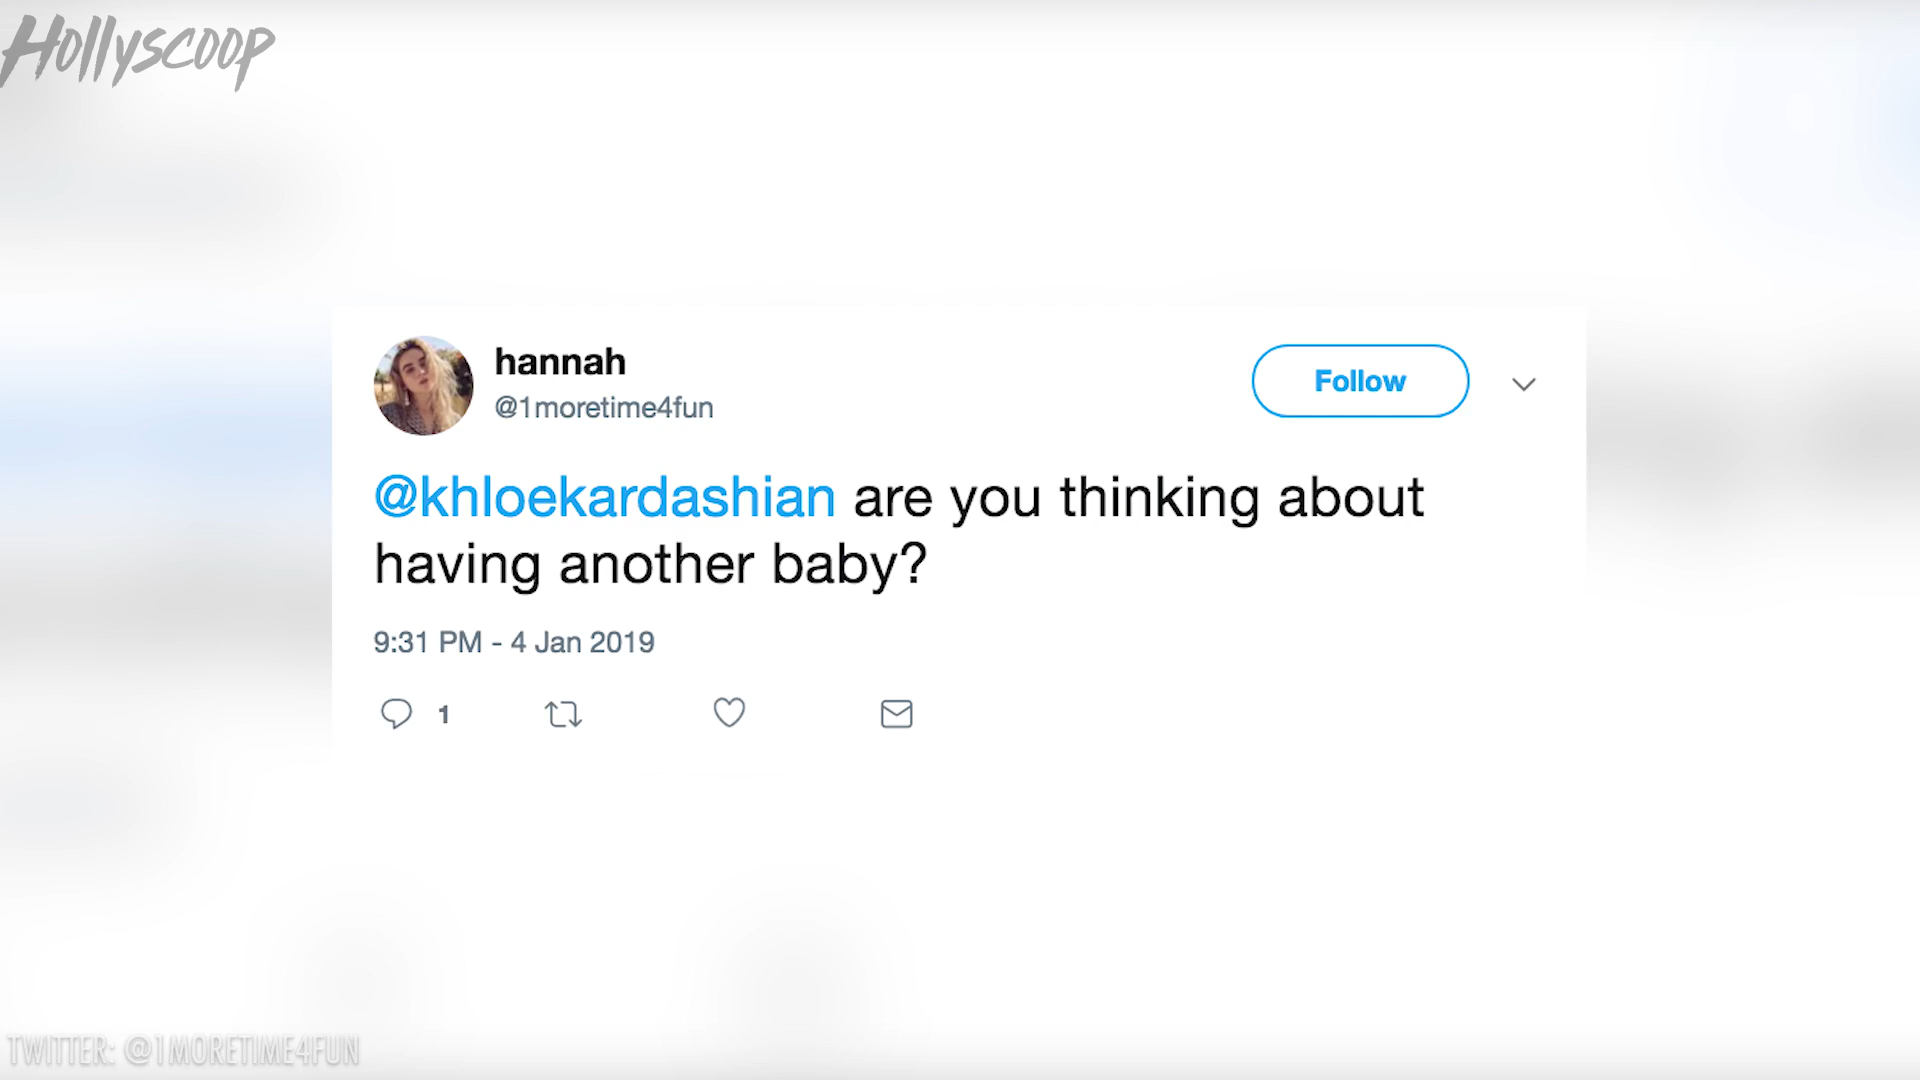 Hollyscoop
hannah
@1moretime4fun
Follow
@khloekardashian are you thinking about
having another baby?
9:31 PM - 4 Jan 2019
1
TWITTER: @1MORETIME4FUN